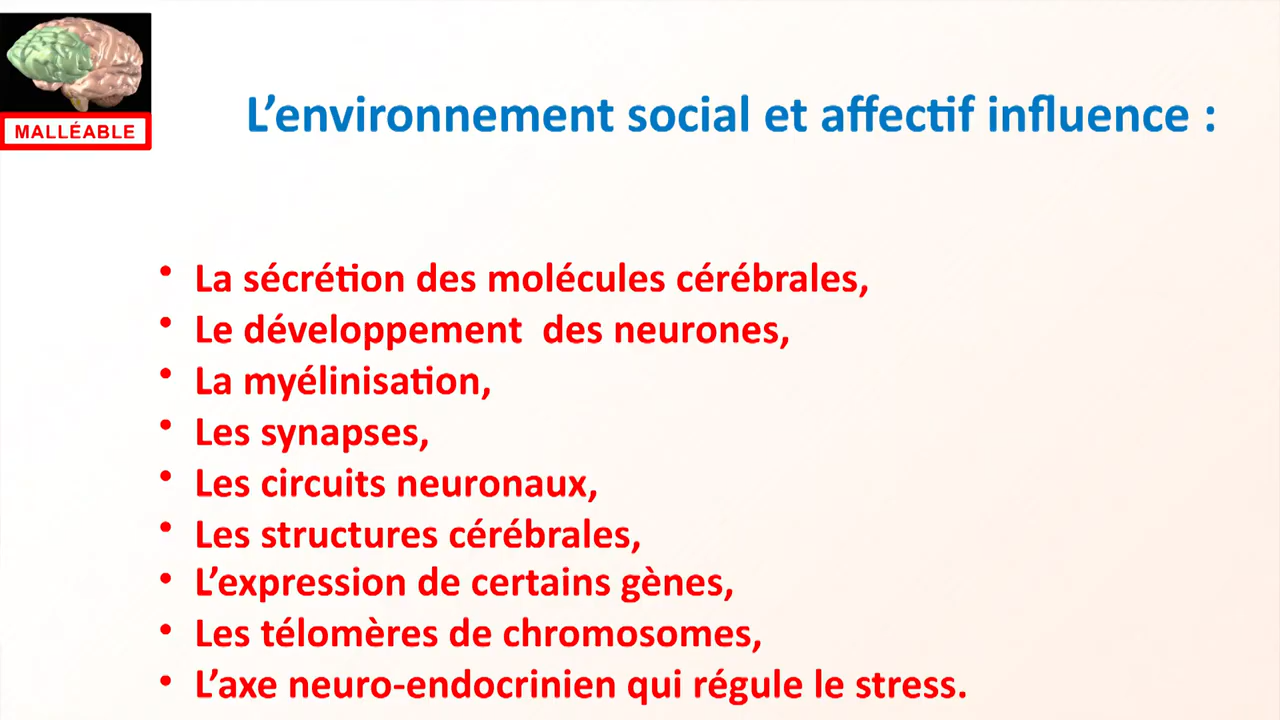 MALLÉABLE
L’environnement social et affectif influence :
• La sécrétion des molécules cérébrales,
• Le développement  des neurones,
• La myélinisation,
• Les synapses,
• Les circuits neuronaux,
• Les structures cérébrales,
• L’expression de certains gènes,
• Les télomères de chromosomes,
• L’axe neuro-endocrinien qui régule le stress.